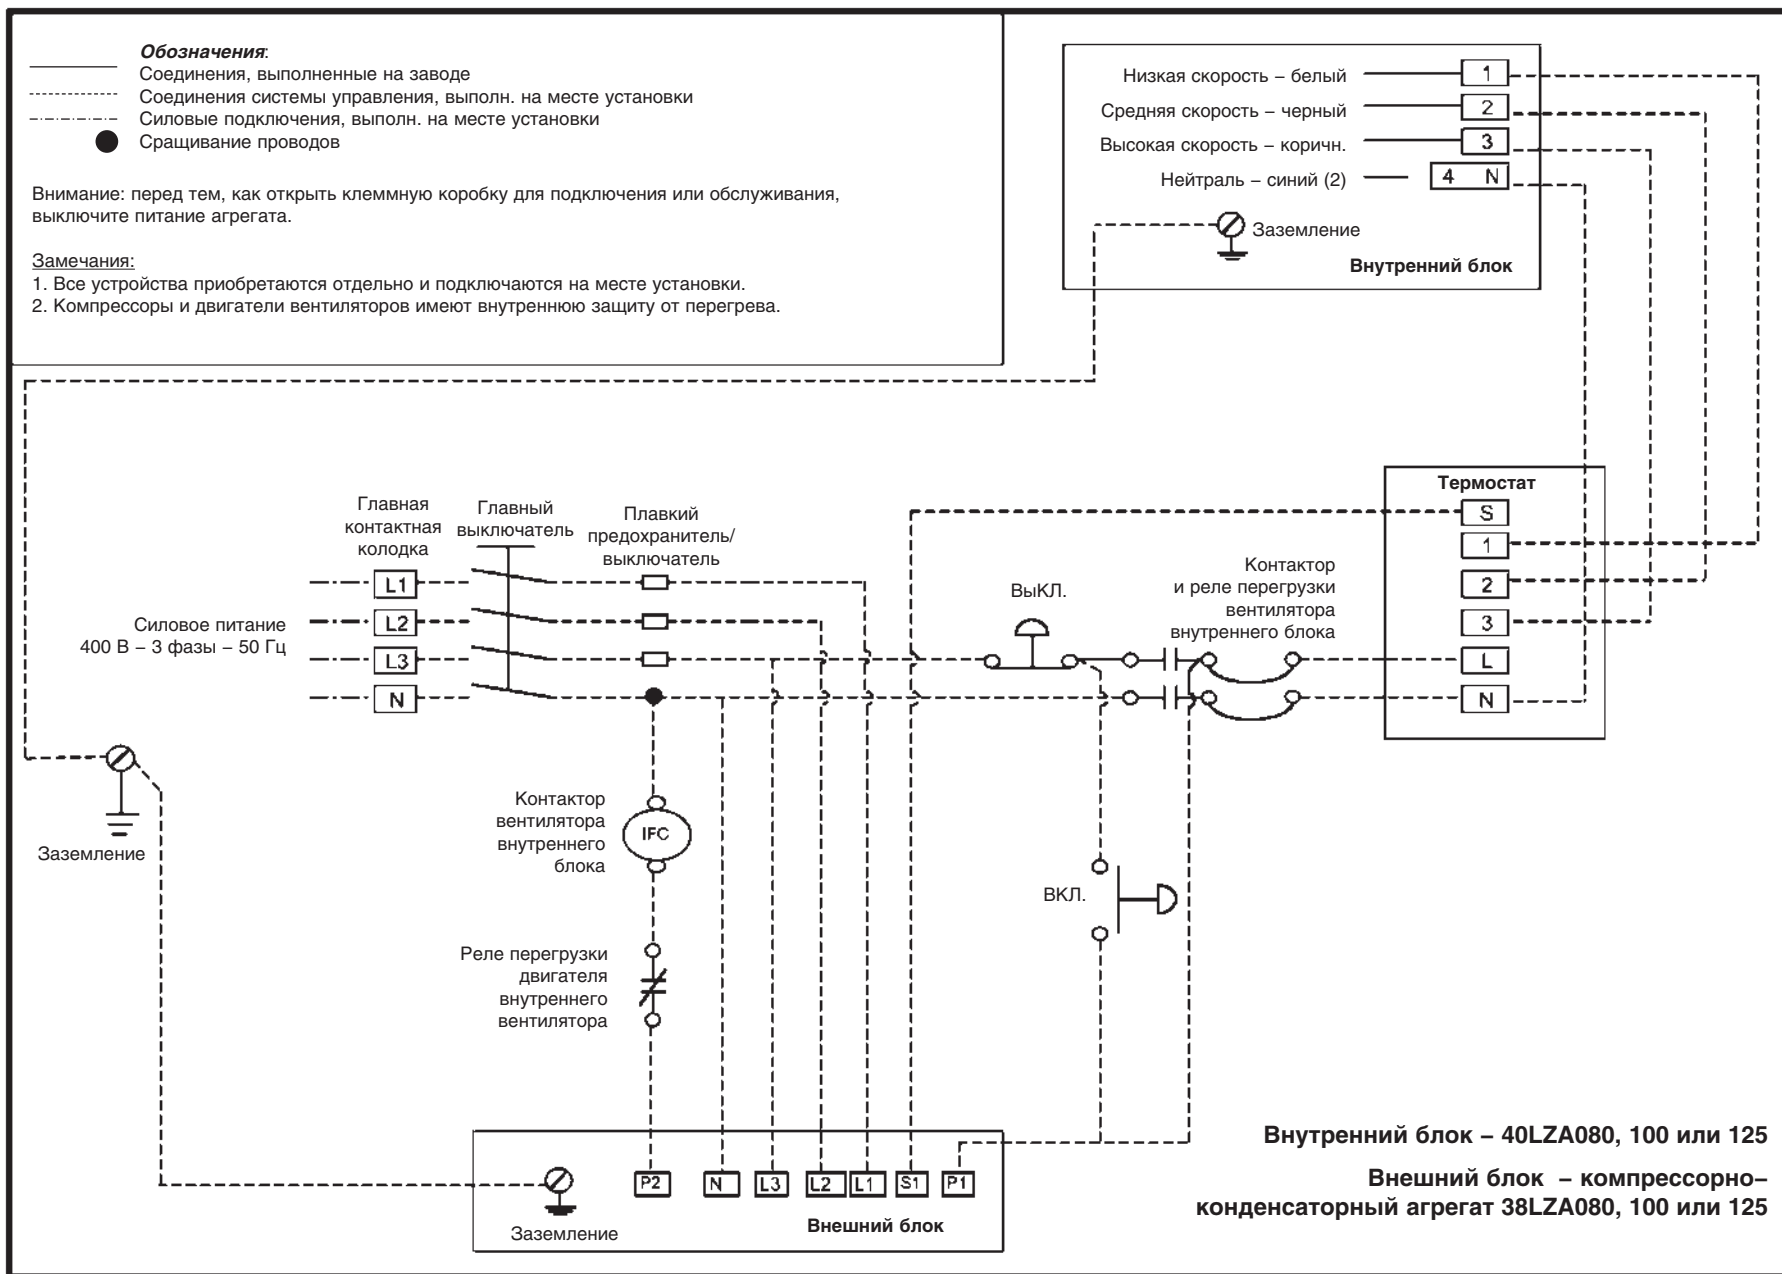 Обозначения:
Соединения, выполненные на заводе
Соединения системы управления, выполн. на месте установки
Силовые подключения, выполн. на месте установки
Сращивание проводов
Внимание: перед тем, как открыть клеммную коробку для подключения или обслуживания,
выключите питание агрегата.
Замечания:
1. Все устройства приобретаются отдельно и подключаются на месте установки.
2. Компрессоры и двигатели вентиляторов имеют внутреннюю защиту от перегрева.
Низкая скорость – белый
1
Средняя скорость – черный
2
Высокая скорость – коричн.
3
Нейтраль – синий (2)
4 N
Заземление
Внутренний блок
Термостат
S
1
2
3
L
N
Главная
контактная
колодка
Главный
выключатель
Плавкий
предохранитель/
выключатель
L1
L2
L3
N
Силовое питание
400 В – 3 фазы – 50 Гц
ВыКЛ.
Контактор
и реле перегрузки
вентилятора
внутреннего блока
Заземление
Контактор
вентилятора
внутреннего
блока
IFC
ВКЛ.
Реле перегрузки
двигателя
внутреннего
вентилятора
P2
N
L3
L2
L1
S1
P1
Заземление
Внешний блок
Внутренний блок – 40LZA080, 100 или 125
Внешний блок – компрессорно–
конденсаторный агрегат 38LZA080, 100 или 125